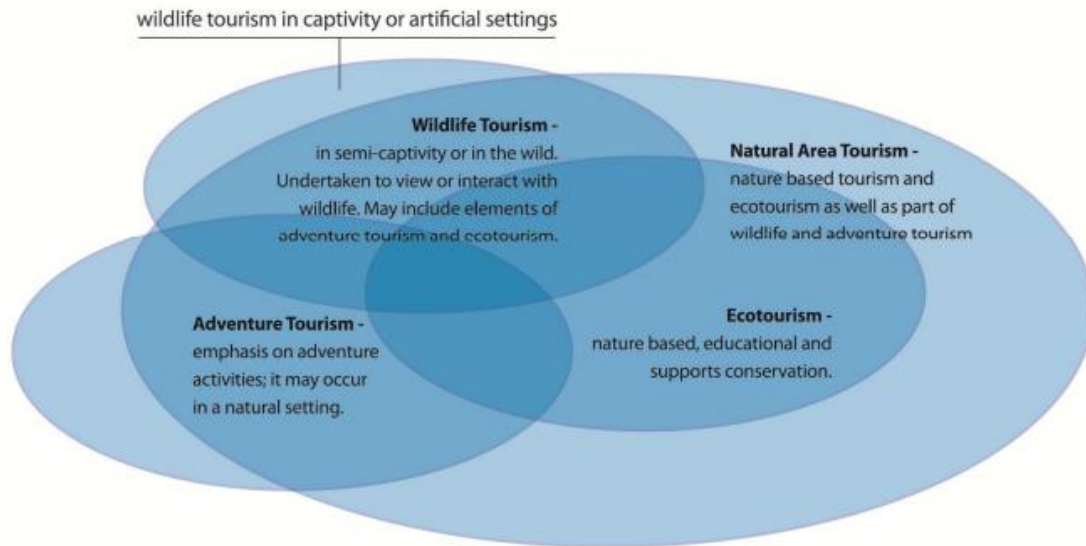 wildlife tourism in captivity or artificial settings
Wildlife Tourism -
in semi-captivity or in the wild.
Undertaken to view or interact with
wildlife. May include elements of
adventure tourism and ecotourism.
Natural Area Tourism -
nature based tourism and
ecotourism as well as part of
wildlife and adventure tourism
Adventure Tourism -
emphasis on adventure
activities; it may occur
in a natural setting.
Ecotourism -
nature based, educational and
supports conservation.